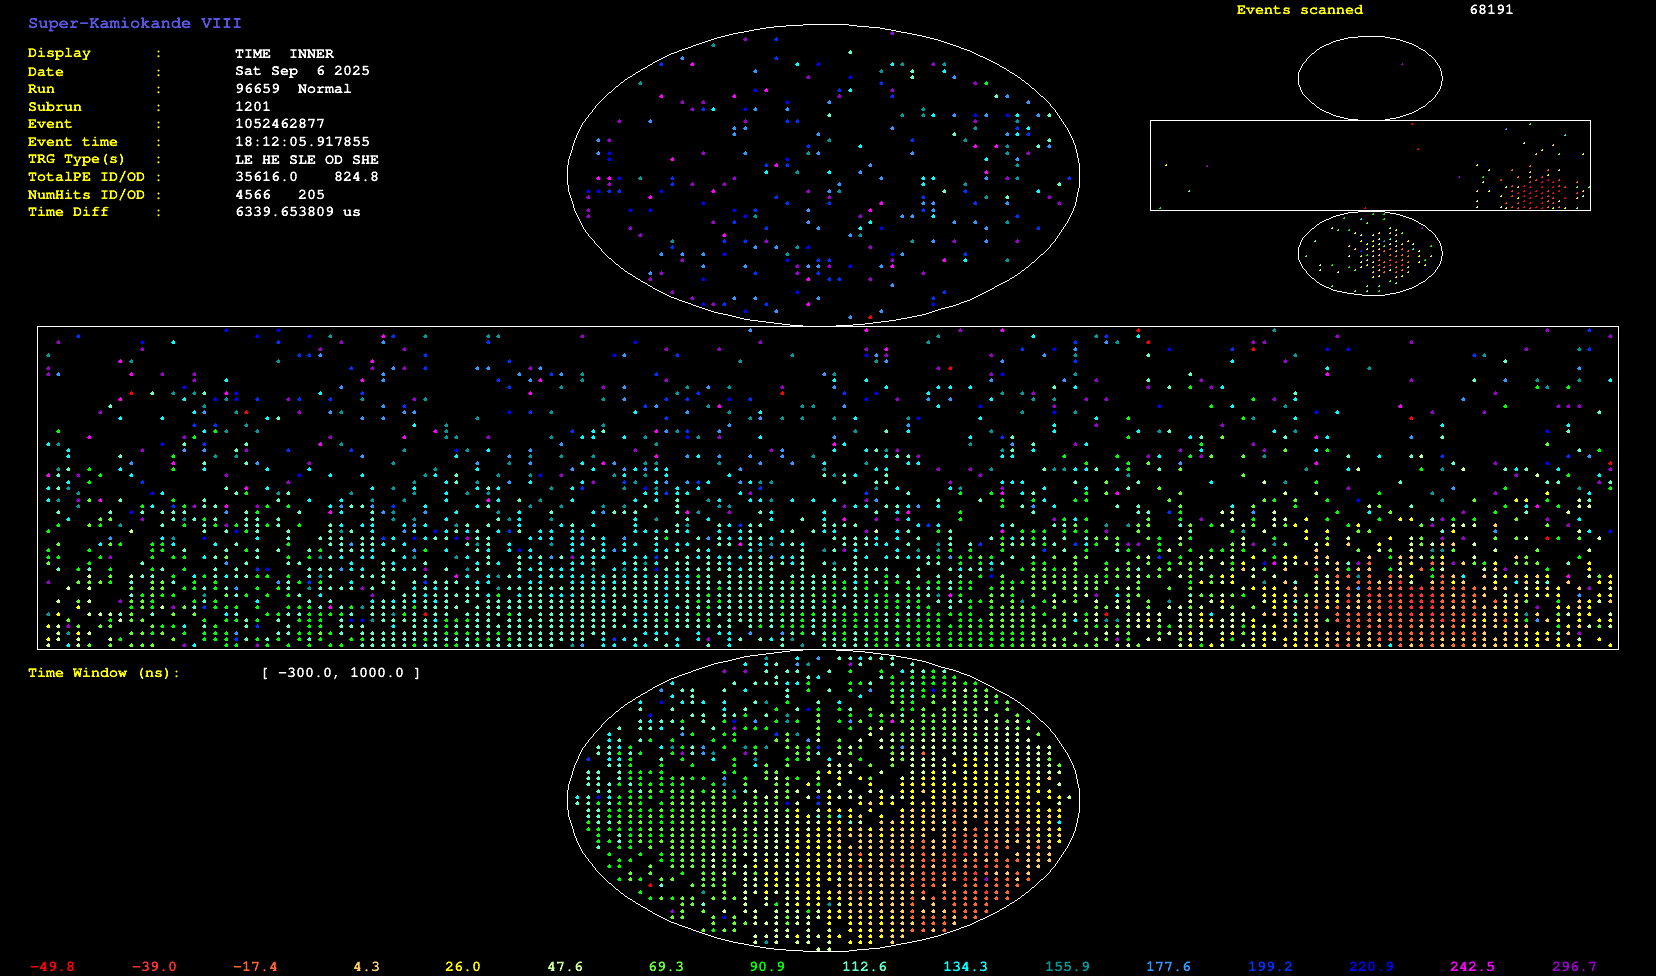 Super-Kamiokande VIII
Events scanned 68191
Display : TIME INNER
Date : Sat Sep 6 2025
Run : 96659 Normal
Subrun : 1201
Event : 1052462877
Event time : 18:12:05.917855
TRG Type(s) : LE HE SLE OD SHE
TotalPE ID/OD : 35616.0 824.8
NumHits ID/OD : 4566 205
Time Diff : 6339.653809 us
Time Window (ns): [ -300.0, 1000.0 ]
-49.8 -39.0 -17.4 4.3 26.0 47.6 69.3 90.9 112.6 134.3 155.9 177.6 199.2 220.9 242.5 296.7